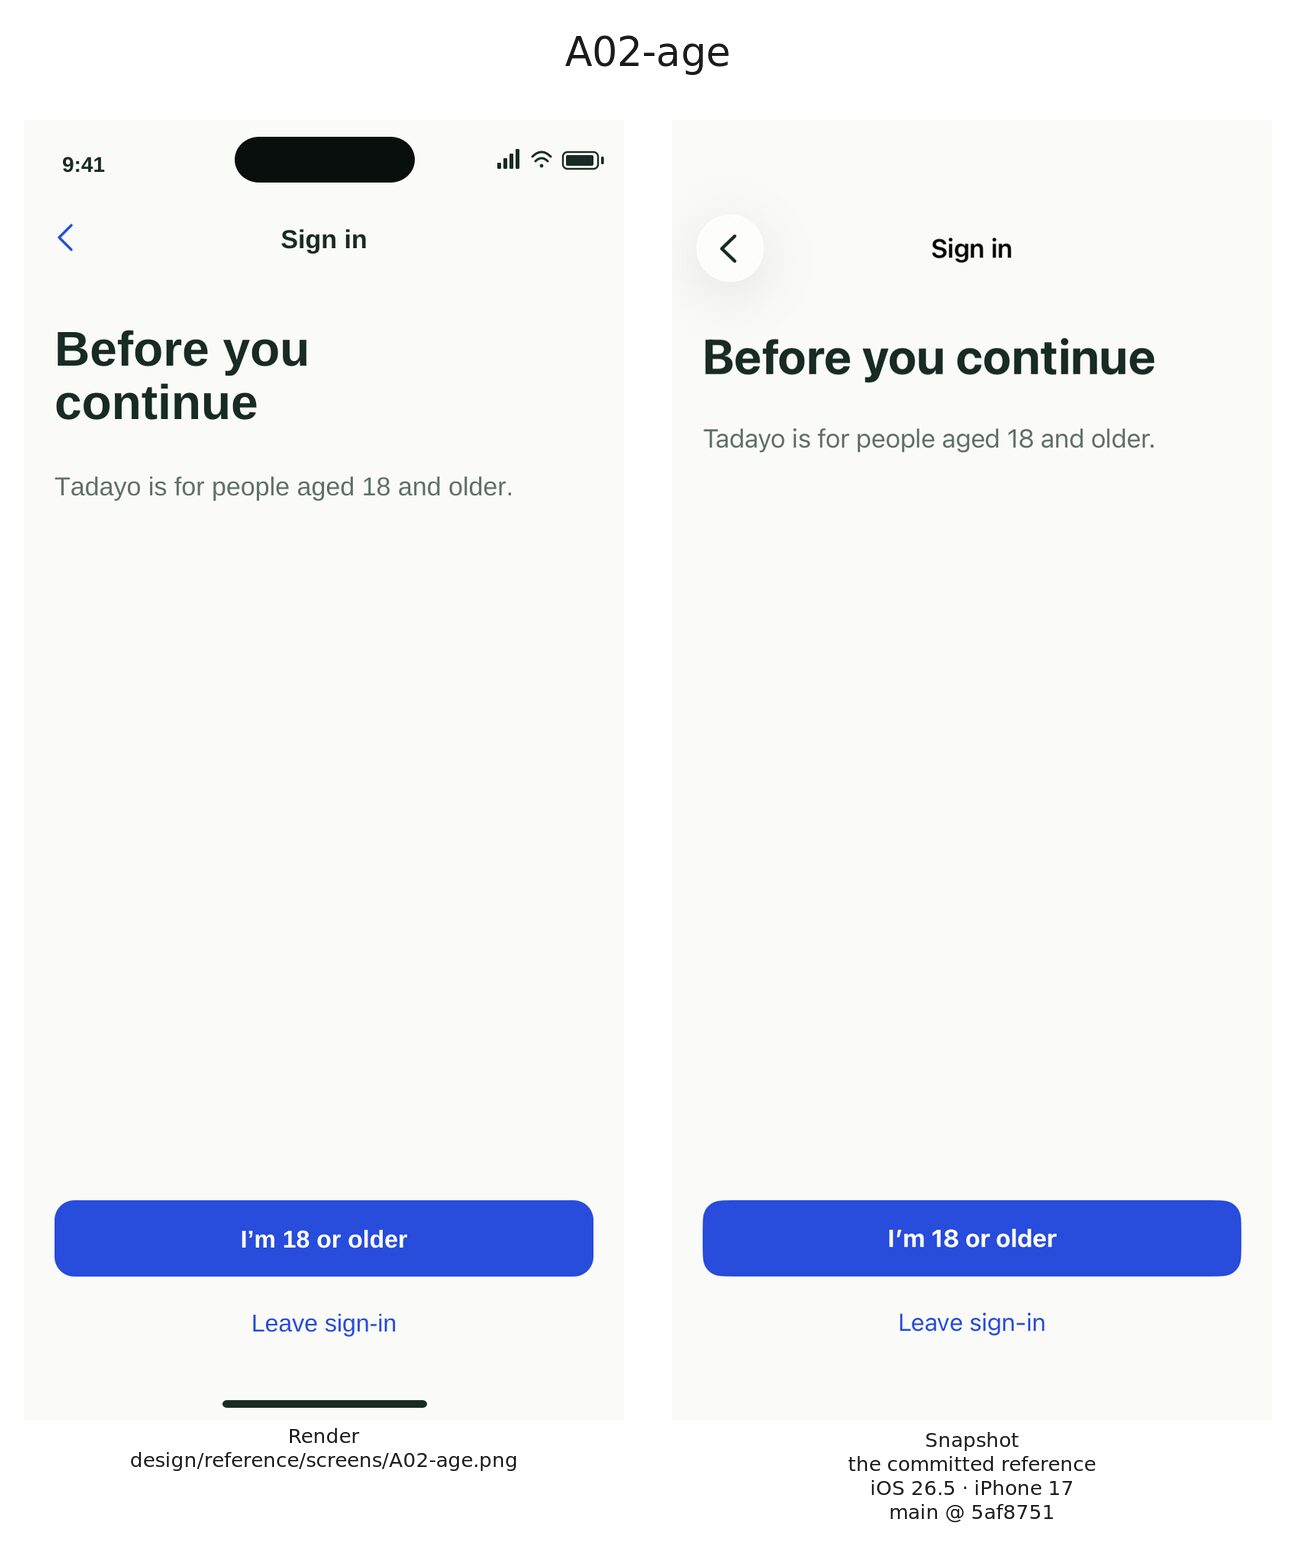 A02-age
9:41
Sign in
Before you
continue
Tadayo is for people aged 18 and older.
I’m 18 or older
Leave sign-in
Render
design/reference/screens/A02-age.png
Sign in
Before you continue
Tadayo is for people aged 18 and older.
I’m 18 or older
Leave sign-in
Snapshot
the committed reference
iOS 26.5 · iPhone 17
main @ 5af8751